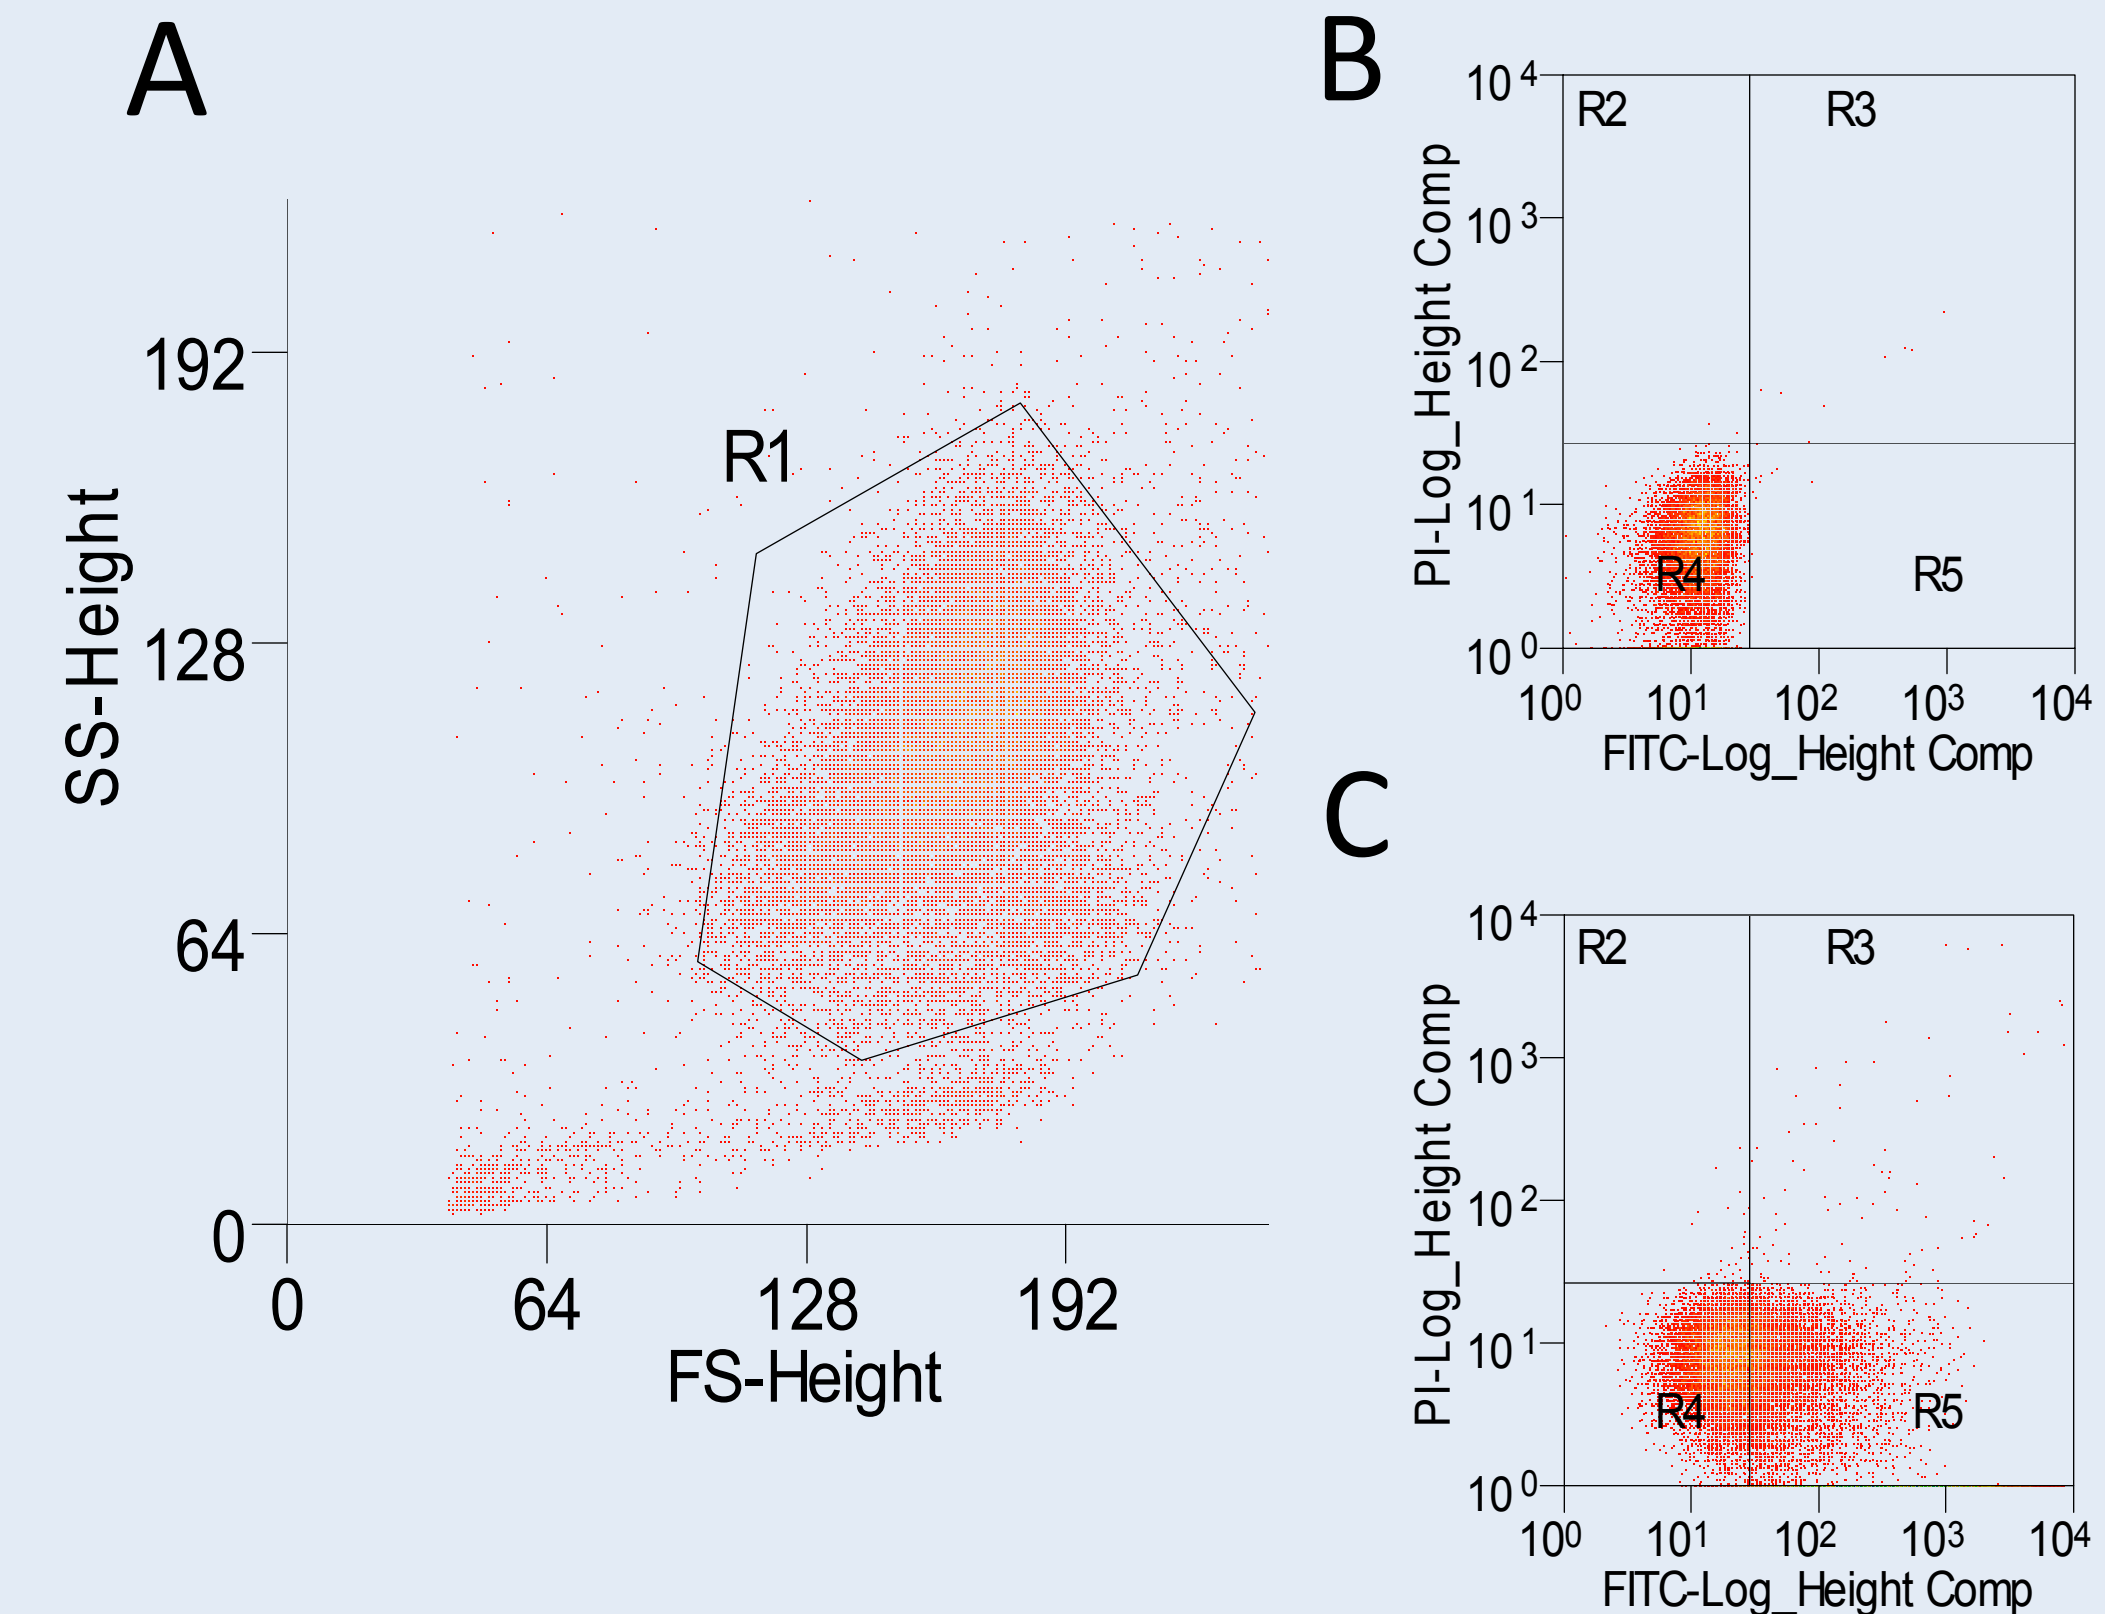 A
SS-Height
192
128
64
0
R1
0 64 128 192
FS-Height
B
PI-Log_Height Comp
10 4
10 3
10 2
10 1
10 0
R2 R3
R4 R5
10 0 10 1 10 2 10 3 10 4
FITC-Log_Height Comp
C
PI-Log_Height Comp
10 4
10 3
10 2
10 1
10 0
R2 R3
R4 R5
10 0 10 1 10 2 10 3 10 4
FITC-Log_Height Comp